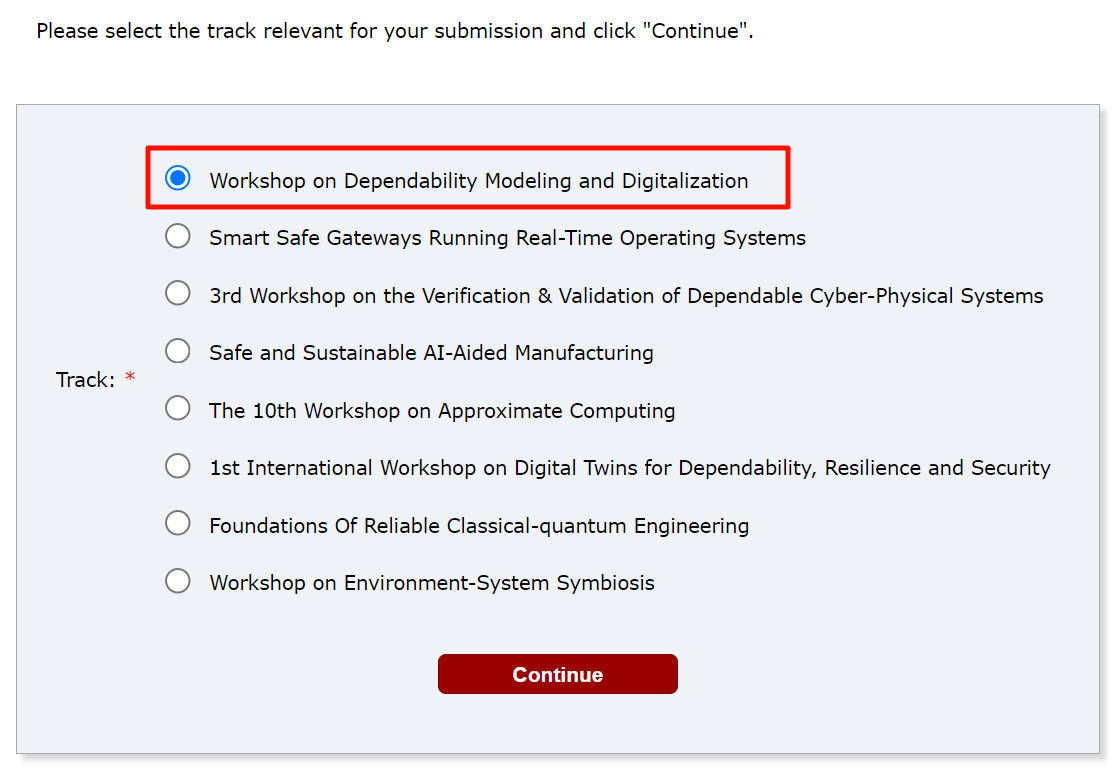 Please select the track relevant for your submission and click "Continue".
Workshop on Dependability Modeling and Digitalization
Smart Safe Gateways Running Real-Time Operating Systems
3rd Workshop on the Verification & Validation of Dependable Cyber-Physical Systems
Safe and Sustainable AI-Aided Manufacturing
Track: *
The 10th Workshop on Approximate Computing
1st International Workshop on Digital Twins for Dependability, Resilience and Security
Foundations Of Reliable Classical-quantum Engineering
Workshop on Environment-System Symbiosis
Continue